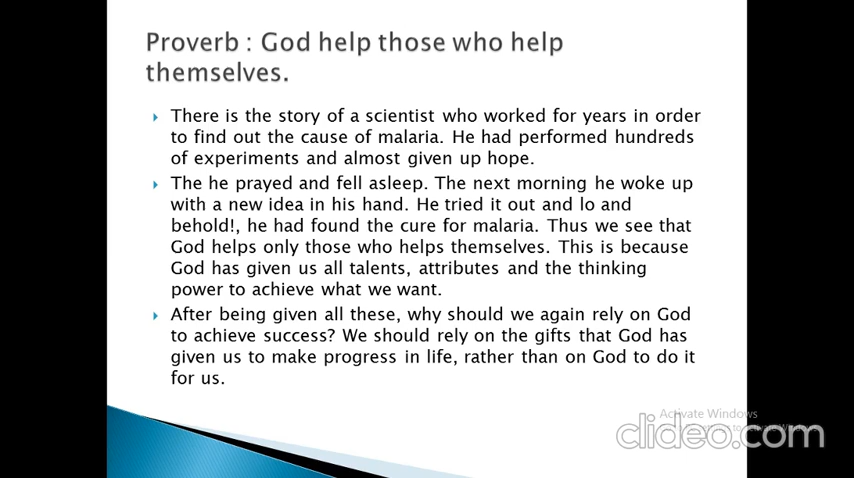 Proverb : God help those who help
themselves.
There is the story of a scientist who worked for years in order
to find out the cause of malaria. He had performed hundreds
of experiments and almost given up hope.
The he prayed and fell asleep. The next morning he woke up
with a new idea in his hand. He tried it out and lo and
behold!, he had found the cure for malaria. Thus we see that
God helps only those who helps themselves. This is because
God has given us all talents, attributes and the thinking
power to achieve what we want.
After being given all these, why should we again rely on God
to achieve success? We should rely on the gifts that God has
given us to make progress in life, rather than on God to do it
for us.
Activate Windows
clideo.com